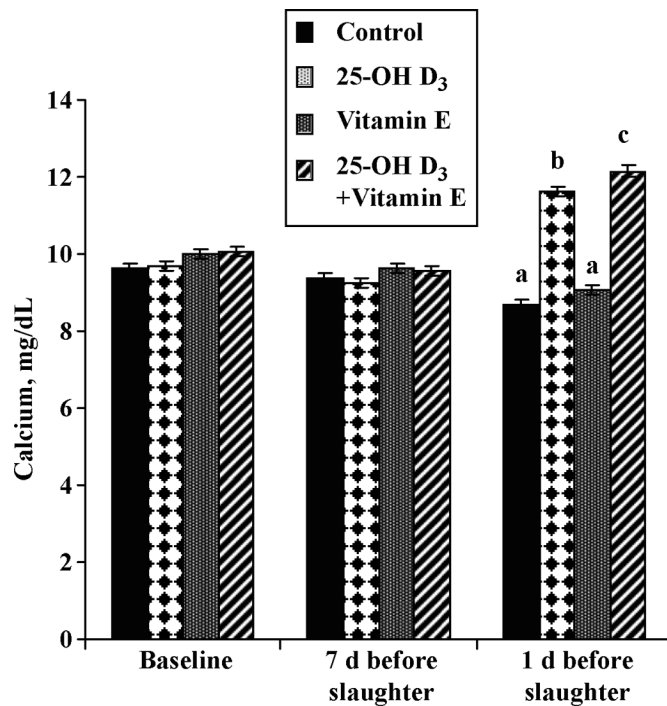 Control
25-OH D3
Vitamin E
25-OH D3
+Vitamin E
Calcium, mg/dL
14
12
10
8
6
4
2
0
a
b
a
c
Baseline
7 d before
slaughter
1 d before
slaughter